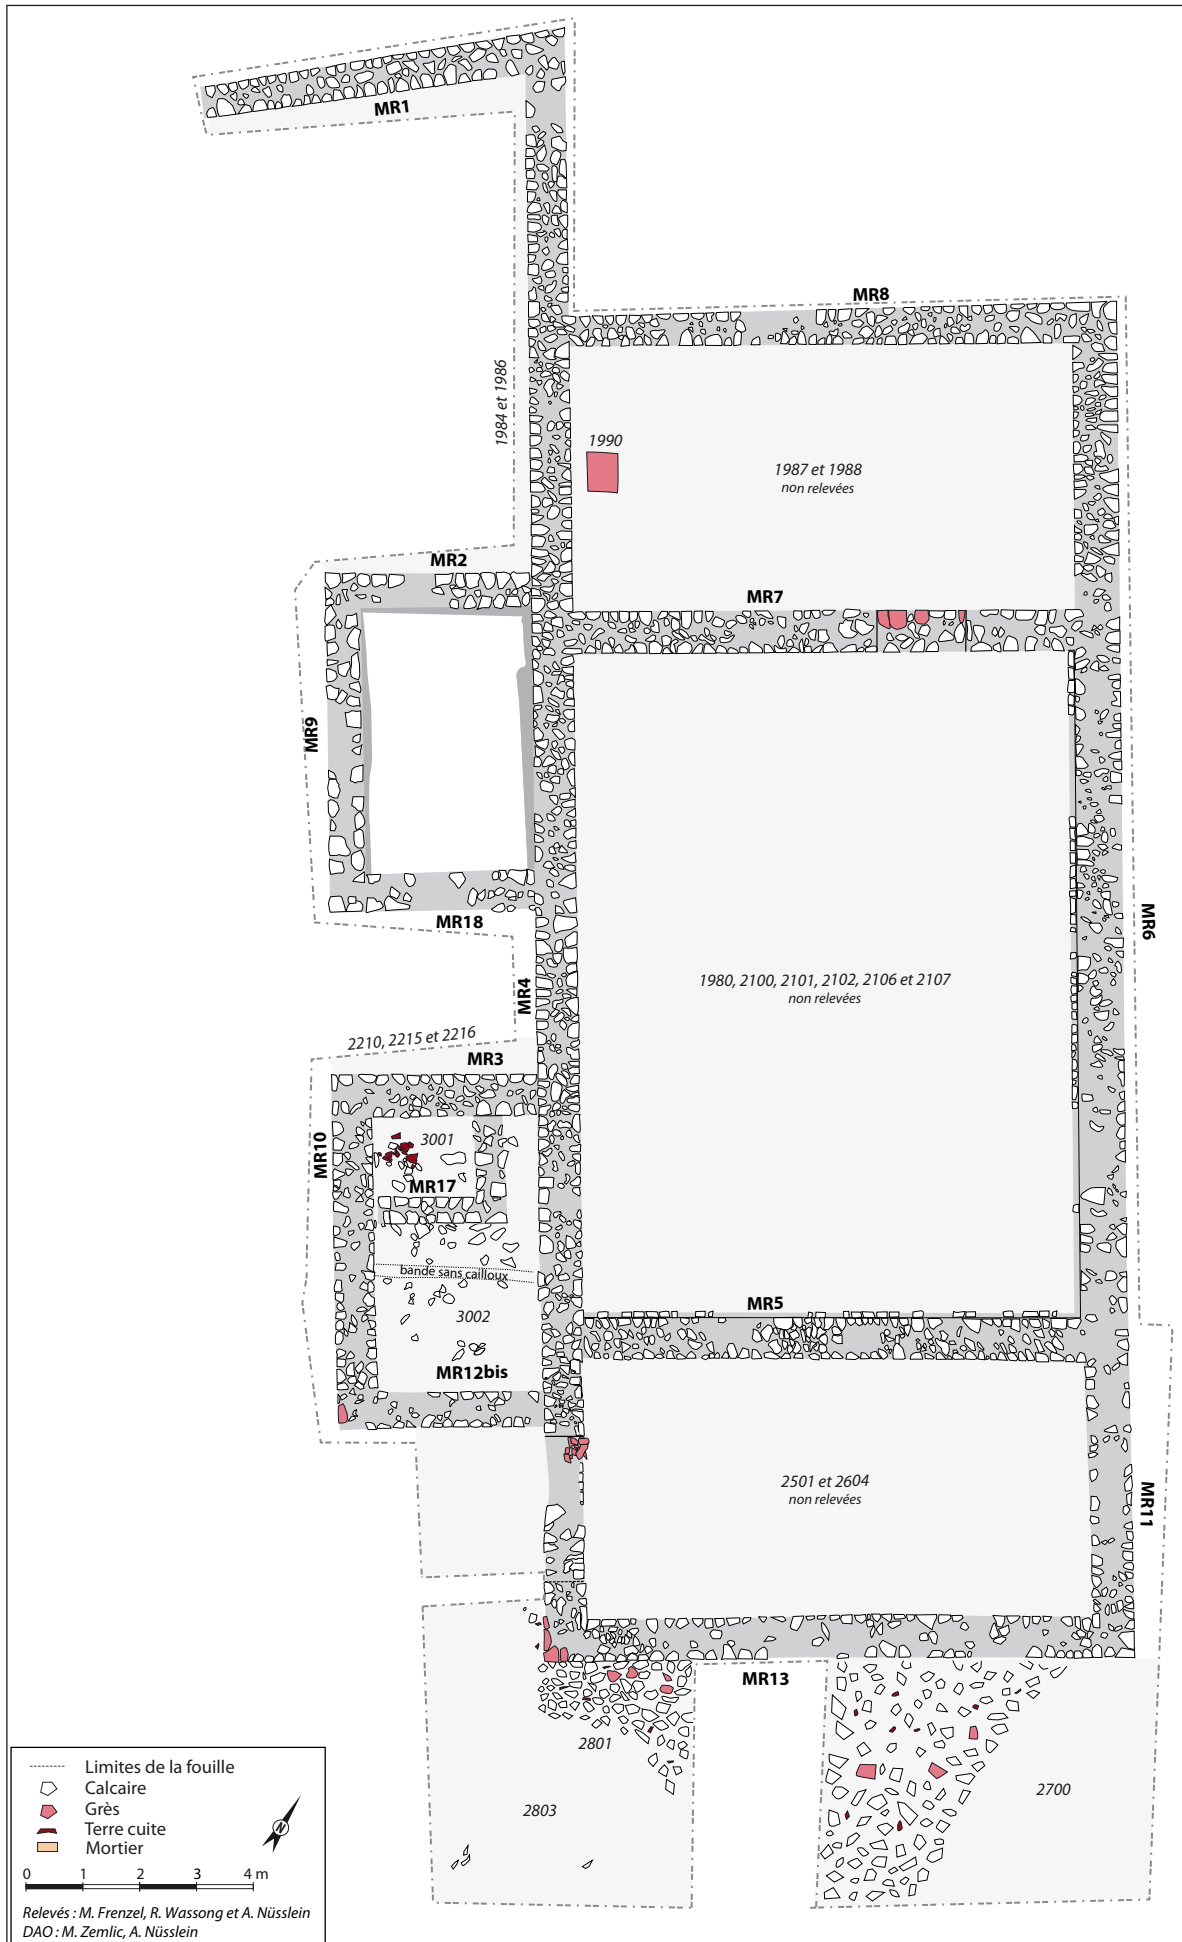 MR1
MR8
1984 et 1986
1990
1987 et 1988
non relevées
MR2
MR7
MR9
MR18
MR4
MR6
1980, 2100, 2101, 2102, 2106 et 2107
non relevées
2210, 2215 et 2216
MR3
MR10
3001
MR17
bande sans cailloux
3002
MR5
MR12bis
2501 et 2604
non relevées
MR11
MR13
2801
2803
2700
Limites de la fouille
Calcaire
Grès
Terre cuite
Mortier
N
0 1 2 3 4 m
Relevés : M. Frenzel, R. Wassong et A. Nüsslein
DAO : M. Zemlic, A. Nüsslein